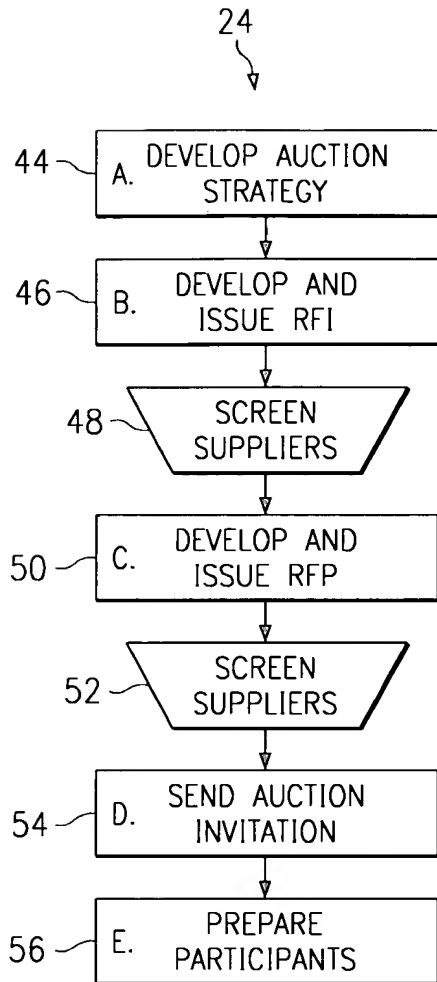 24
44
A. DEVELOP AUCTION
STRATEGY
46
B. DEVELOP AND
ISSUE RFI
48
SCREEN
SUPPLIERS
50
C. DEVELOP AND
ISSUE RFP
52
SCREEN
SUPPLIERS
54
D. SEND AUCTION
INVITATION
56
E. PREPARE
PARTICIPANTS